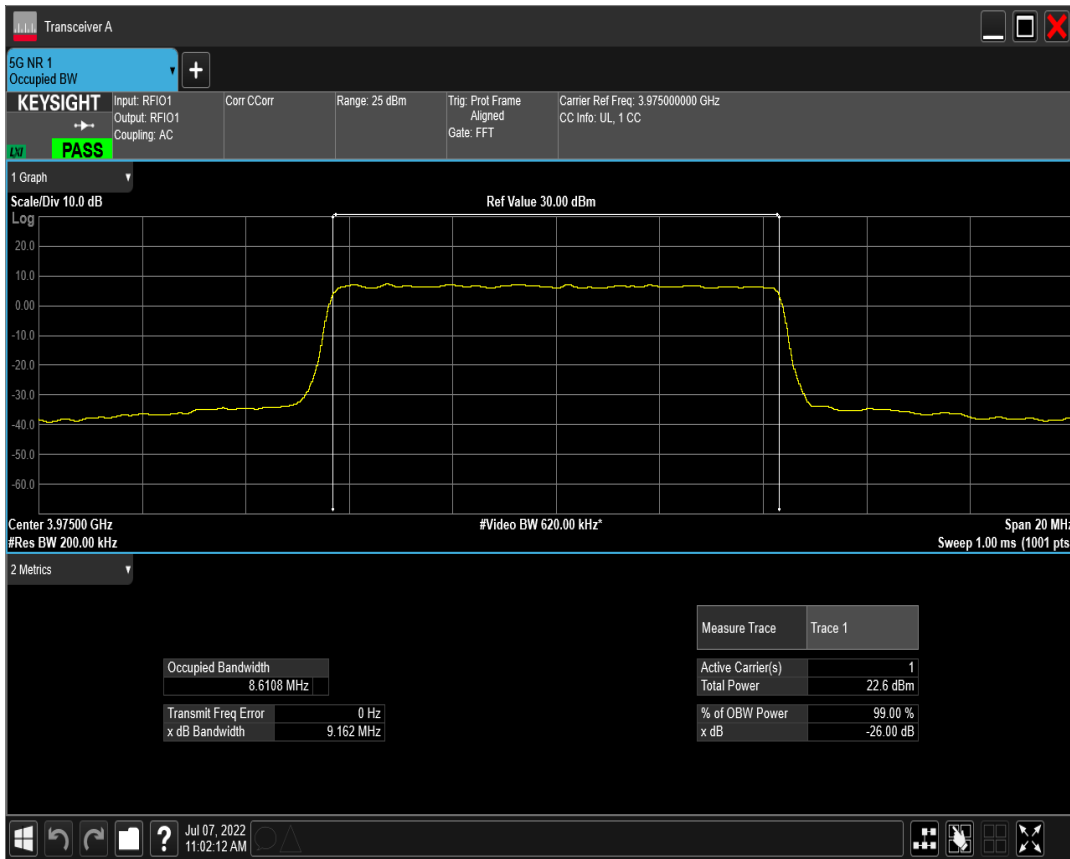 Transceiver A
5G NR 1
Occupied BW
KEYSIGHT
LXI
PASS
Input: RFIO1
Output: RFIO1
Coupling: AC
Corr CCorr
Range: 25 dBm
Trig: Prot Frame
Aligned
Gate: FFT
Carrier Ref Freq: 3.975000000 GHz
CC Info: UL, 1 CC
1 Graph
Scale/Div 10.0 dB
Ref Value 30.00 dBm
Log
20.0
10.0
0.00
-10.0
-20.0
-30.0
-40.0
-50.0
-60.0
Center 3.97500 GHz
#Video BW 620.00 kHz*
Span 20 MHz
#Res BW 200.00 kHz
Sweep 1.00 ms (1001 pts
2 Metrics
Measure Trace Trace 1
Occupied Bandwidth
8.6108 MHz
Active Carrier(s) 1
Total Power 22.6 dBm
Transmit Freq Error 0 Hz
x dB Bandwidth 9.162 MHz
% of OBW Power 99.00 %
x dB -26.00 dB
?
Jul 07, 2022
11:02:12 AM